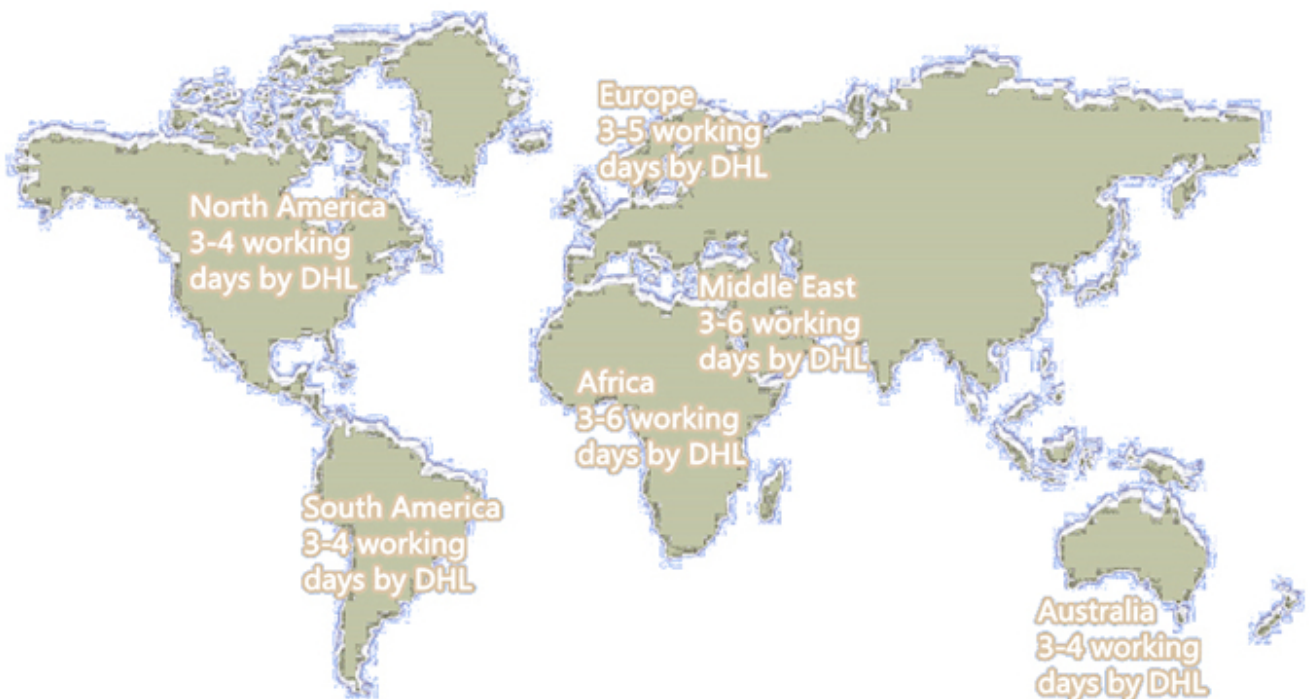 Europe
3-5 working
days by DHL
North America
3-4 working
days by DHL
Middle East
3-6 working
days by DHL
Africa
3-6 working
days by DHL
South America
3-4 working
days by DHL
Australia
3-4 working
days by DHL